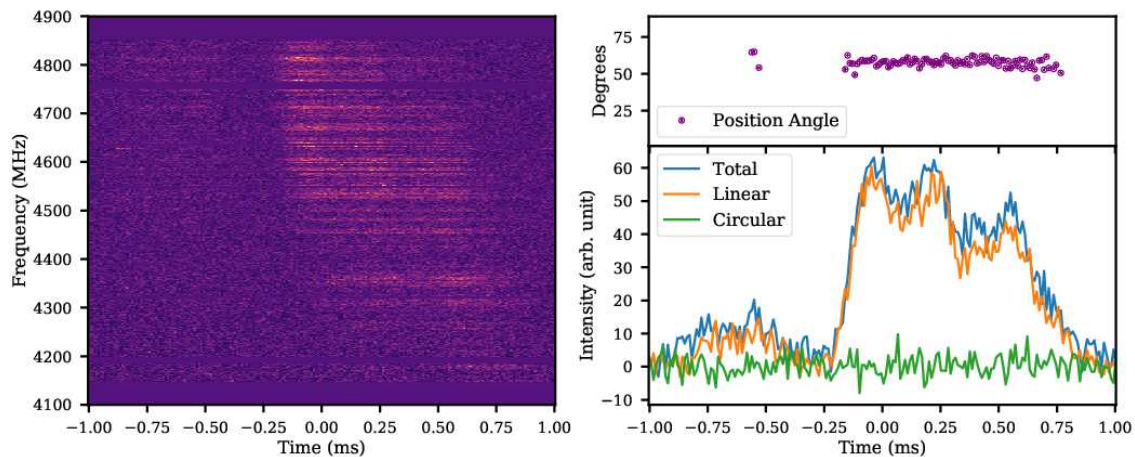 4900
4800
4700
4600
4500
4400
4300
4200
4100
Frequency (MHz)
−1.00 −0.75 −0.50 −0.25 0.00 0.25 0.50 0.75 1.00
Time (ms)
75
50
25
Degrees
Position Angle
60
50
40
30
20
10
0
−10
Intensity (arb. unit)
Total
Linear
Circular
−1.00 −0.75 −0.50 −0.25 0.00 0.25 0.50 0.75 1.00
Time (ms)